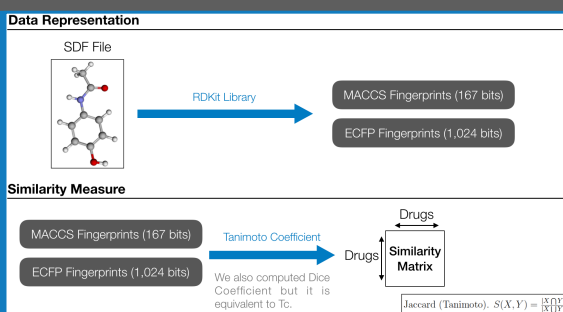 Data Representation
SDF File
RDKit Library
MACCS Fingerprints (167 bits)
ECFP Fingerprints (1,024 bits)
Similarity Measure
MACCS Fingerprints (167 bits)
ECFP Fingerprints (1,024 bits)
Tanimoto Coefficient
We also computed Dice
Coefficient but it is
equivalent to Tc.
Drugs
Drugs
Similarity
Matrix
Jaccard (Tanimoto). S(X, Y) = |X⋂Y| / |X⋃Y|